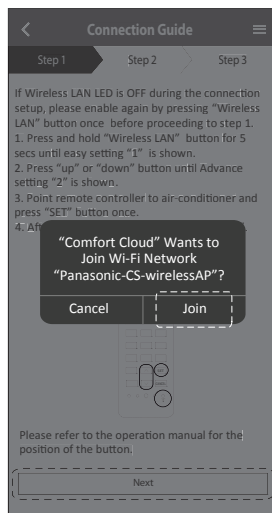 Connection Guide
Step 1 Step 2 Step 3
If Wireless LAN LED is OFF during the connection
setup, please enable again by pressing “Wireless
LAN” button once before proceeding to step 1.
1. Press and hold “Wireless LAN” button for 5
secs until easy setting “1” is shown.
2. Press “up” or “down” button until Advance
setting “2” is shown.
3. Point remote controller to air-conditioner and
press “SET” button once.
4.
“Comfort Cloud” Wants to
Join Wi-Fi Network
“Panasonic-CS-wirelessAP”?
Cancel Join
Please refer to the operation manual for the
position of the button.
Next